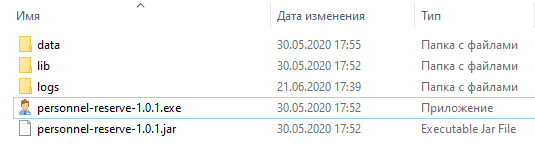 Имя Дата изменения Тип
data 30.05.2020 17:55 Папка с файлами
lib 30.05.2020 17:52 Папка с файлами
logs 21.06.2020 17:39 Папка с файлами
personnel-reserve-1.0.1.exe 30.05.2020 17:52 Приложение
personnel-reserve-1.0.1.jar 30.05.2020 17:52 Executable Jar File